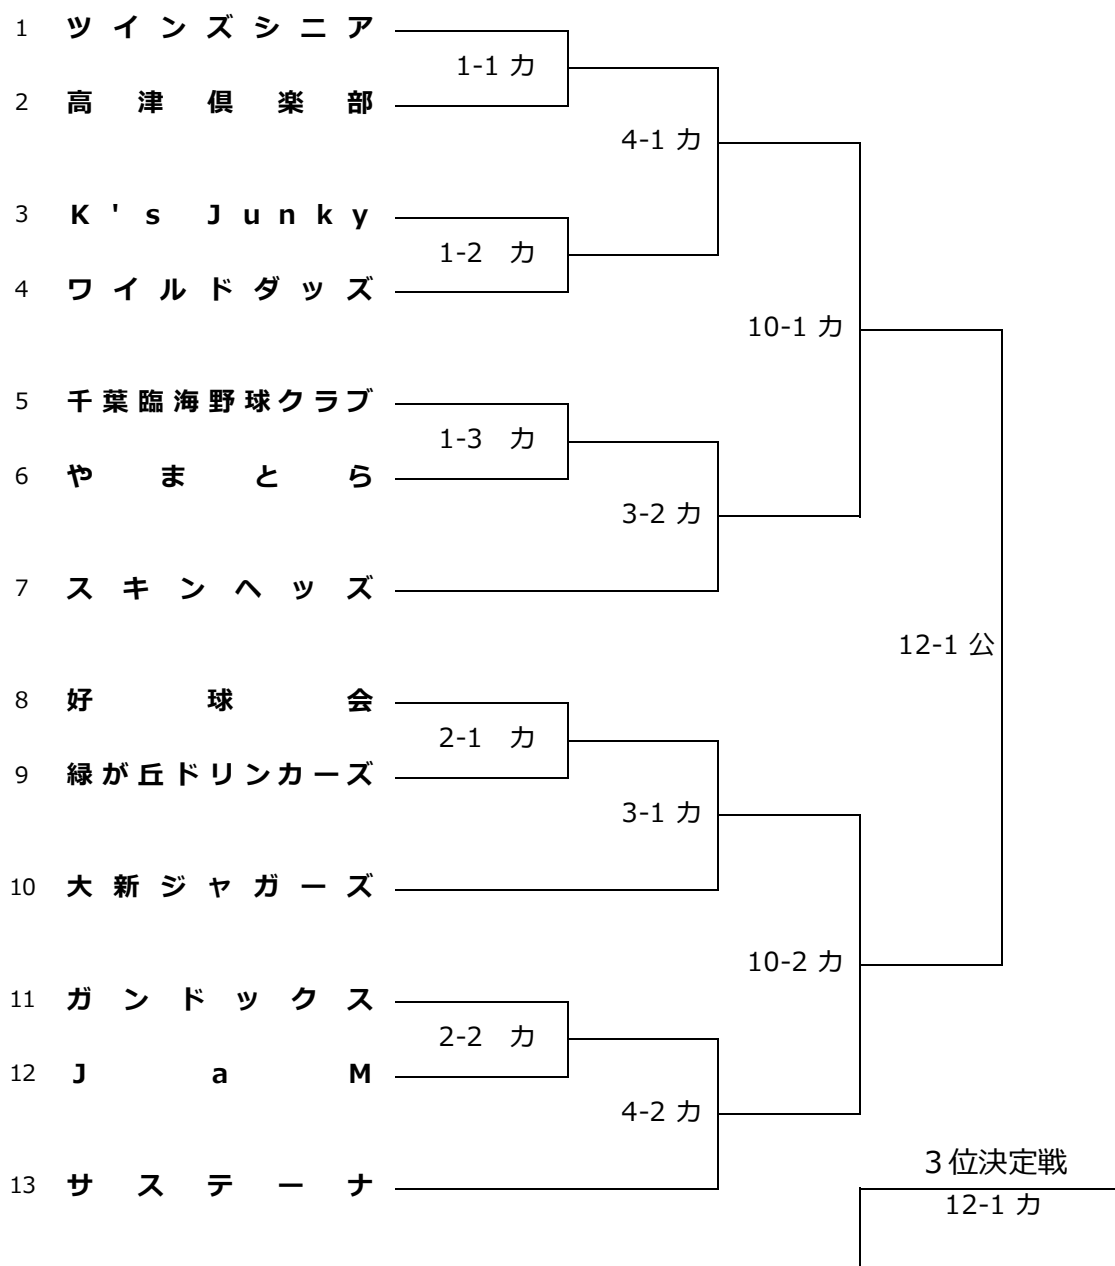 1 ツインズシニア
1-1 カ
2 高津倶楽部
4-1 カ
3 K's Junky
1-2 カ
4 ワイルドダッズ
10-1 カ
5 千葉臨海野球クラブ
1-3 カ
6 やまとら
3-2 カ
7 スキンヘッズ
12-1 公
8 好球会
2-1 カ
9 緑が丘ドリンカーズ
3-1 カ
10 大新ジャガーズ
10-2 カ
11 ガンドックス
2-2 カ
12 JaM
4-2 カ
13 サステーナ
３位決定戦
12-1 カ